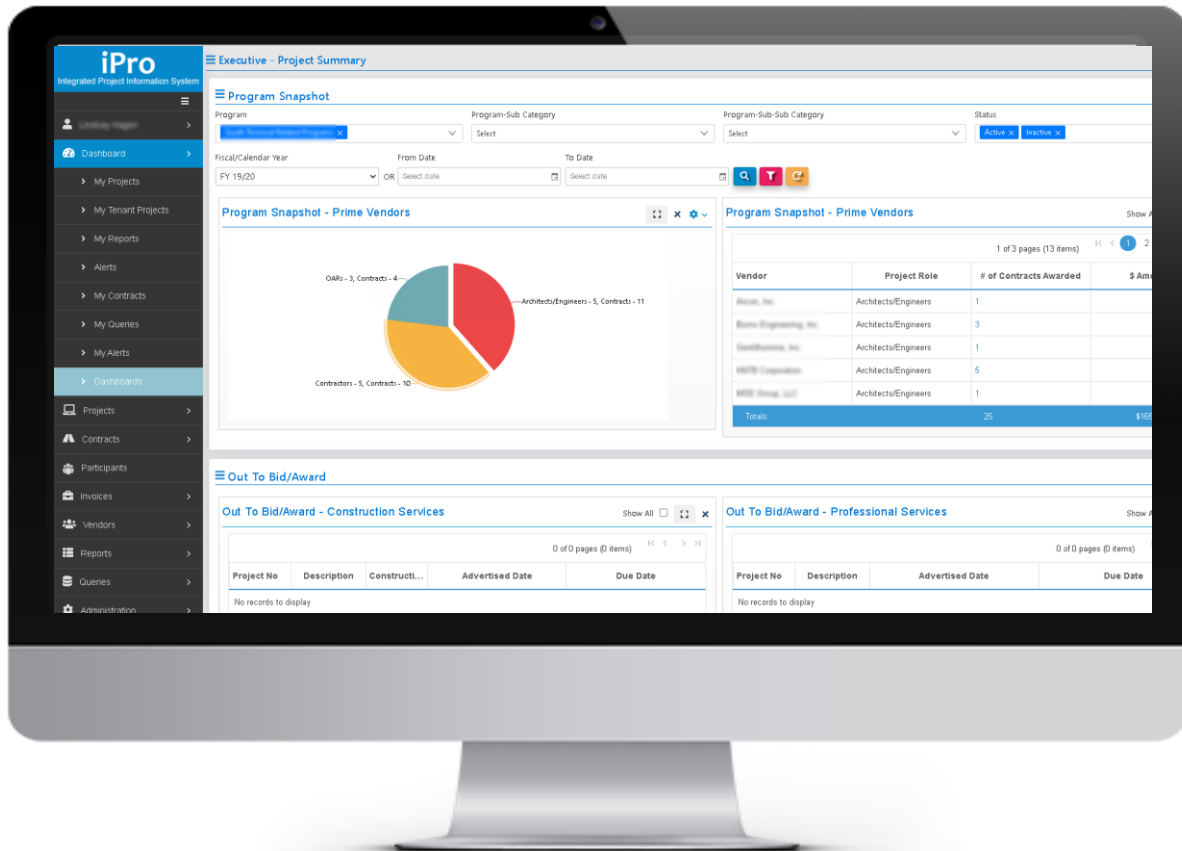 iPro
Integrated Project Information System
Dashboard
My Projects
My Tenant Projects
My Reports
Alerts
My Contracts
My Queries
My Alerts
Dashboards
Projects
Contracts
Participants
Invoices
Vendors
Reports
Queries
Administration
Executive - Project Summary
Program Snapshot
Program Program-Sub Category Program-Sub-Sub Category Status
Select Select Active × Inactive ×
Fiscal/Calendar Year From Date To Date
FY 19/20 OR Select date Select date
Program Snapshot - Prime Vendors
OARs - 3, Contracts - 4
Architects/Engineers - 5, Contracts - 11
Contractors - 5, Contracts - 10
Program Snapshot - Prime Vendors Show
1 of 3 pages (13 items) 1 2
Vendor Project Role # of Contracts Awarded
Architects/Engineers 1
Architects/Engineers 3
Architects/Engineers 1
Architects/Engineers 6
Architects/Engineers 1
Totals: 25
Out To Bid/Award
Out To Bid/Award - Construction Services Show All
0 of 0 pages (0 items)
Project No Description Constructi... Advertised Date Due Date
No records to display
Out To Bid/Award - Professional Services Show
0 of 0 pages (0 items)
Project No Description Advertised Date Due Date
No records to display